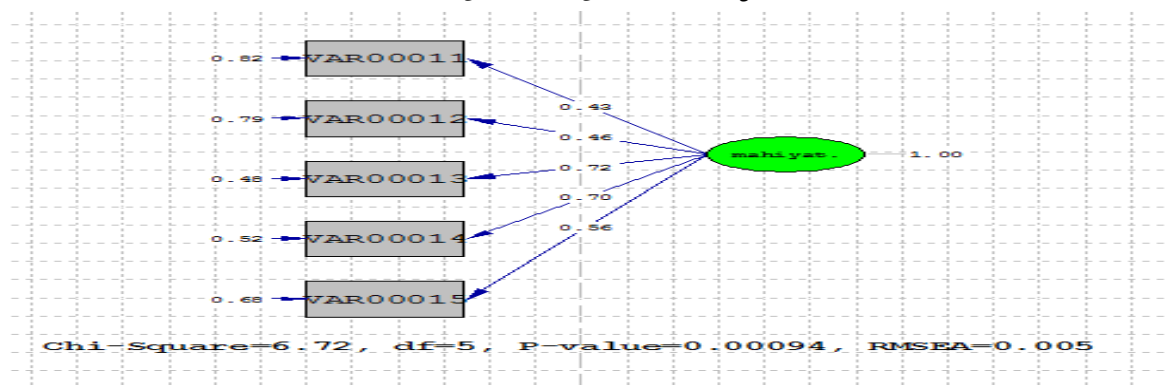 0.82 VAR00011
0.43
0.79 VAR00012
0.46
mahiyat. 1.00
0.72
0.48 VAR00013
0.70
0.56
0.52 VAR00014
0.68 VAR00015
Chi-Square=6.72, df=5, P-value=0.00094, RMSEA=0.005